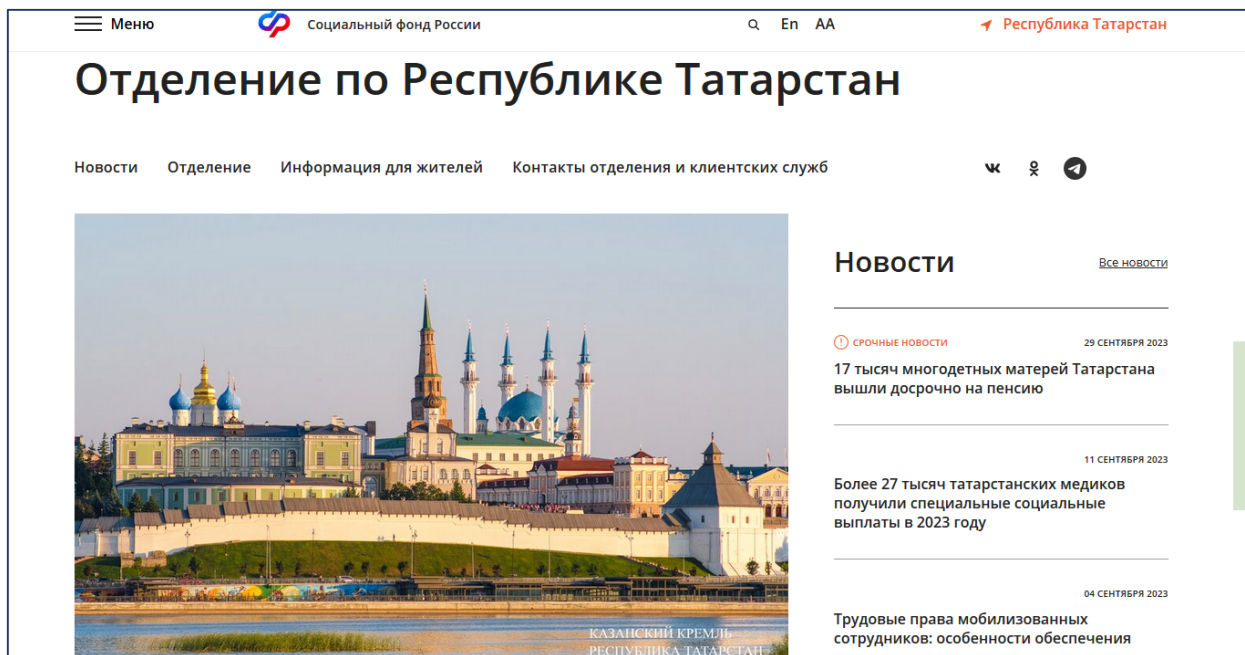 Меню
Социальный фонд России
En AA
Республика Татарстан
Отделение по Республике Татарстан
Новости Отделение Информация для жителей Контакты отделения и клиентских служб
Новости
Все новости
СРОЧНЫЕ НОВОСТИ
29 СЕНТЯБРЯ 2023
17 тысяч многодетных матерей Татарстана
вышли досрочно на пенсию
11 СЕНТЯБРЯ 2023
Более 27 тысяч татарстанских медиков
получили специальные социальные
выплаты в 2023 году
04 СЕНТЯБРЯ 2023
Трудовые права мобилизованных
сотрудников: особенности обеспечения
КАЗАНСКИЙ КРЕМЛЬ
РЕСПУБЛИКА ТАТАРСТАН